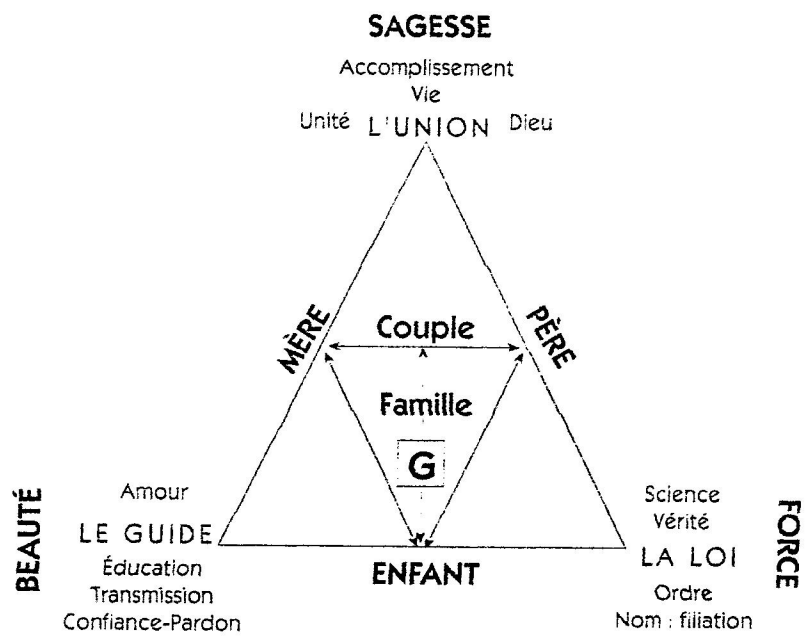 SAGESSE
Accomplissement
Vie
Unité L'UNION Dieu
MÈRE
Couple
PÈRE
Famille
G
BEAUTÉ
Amour
LE GUIDE
Éducation
Transmission
Confiance-Pardon
ENFANT
Science
Vérité
LA LOI
Ordre
Nom : filiation
FORCE